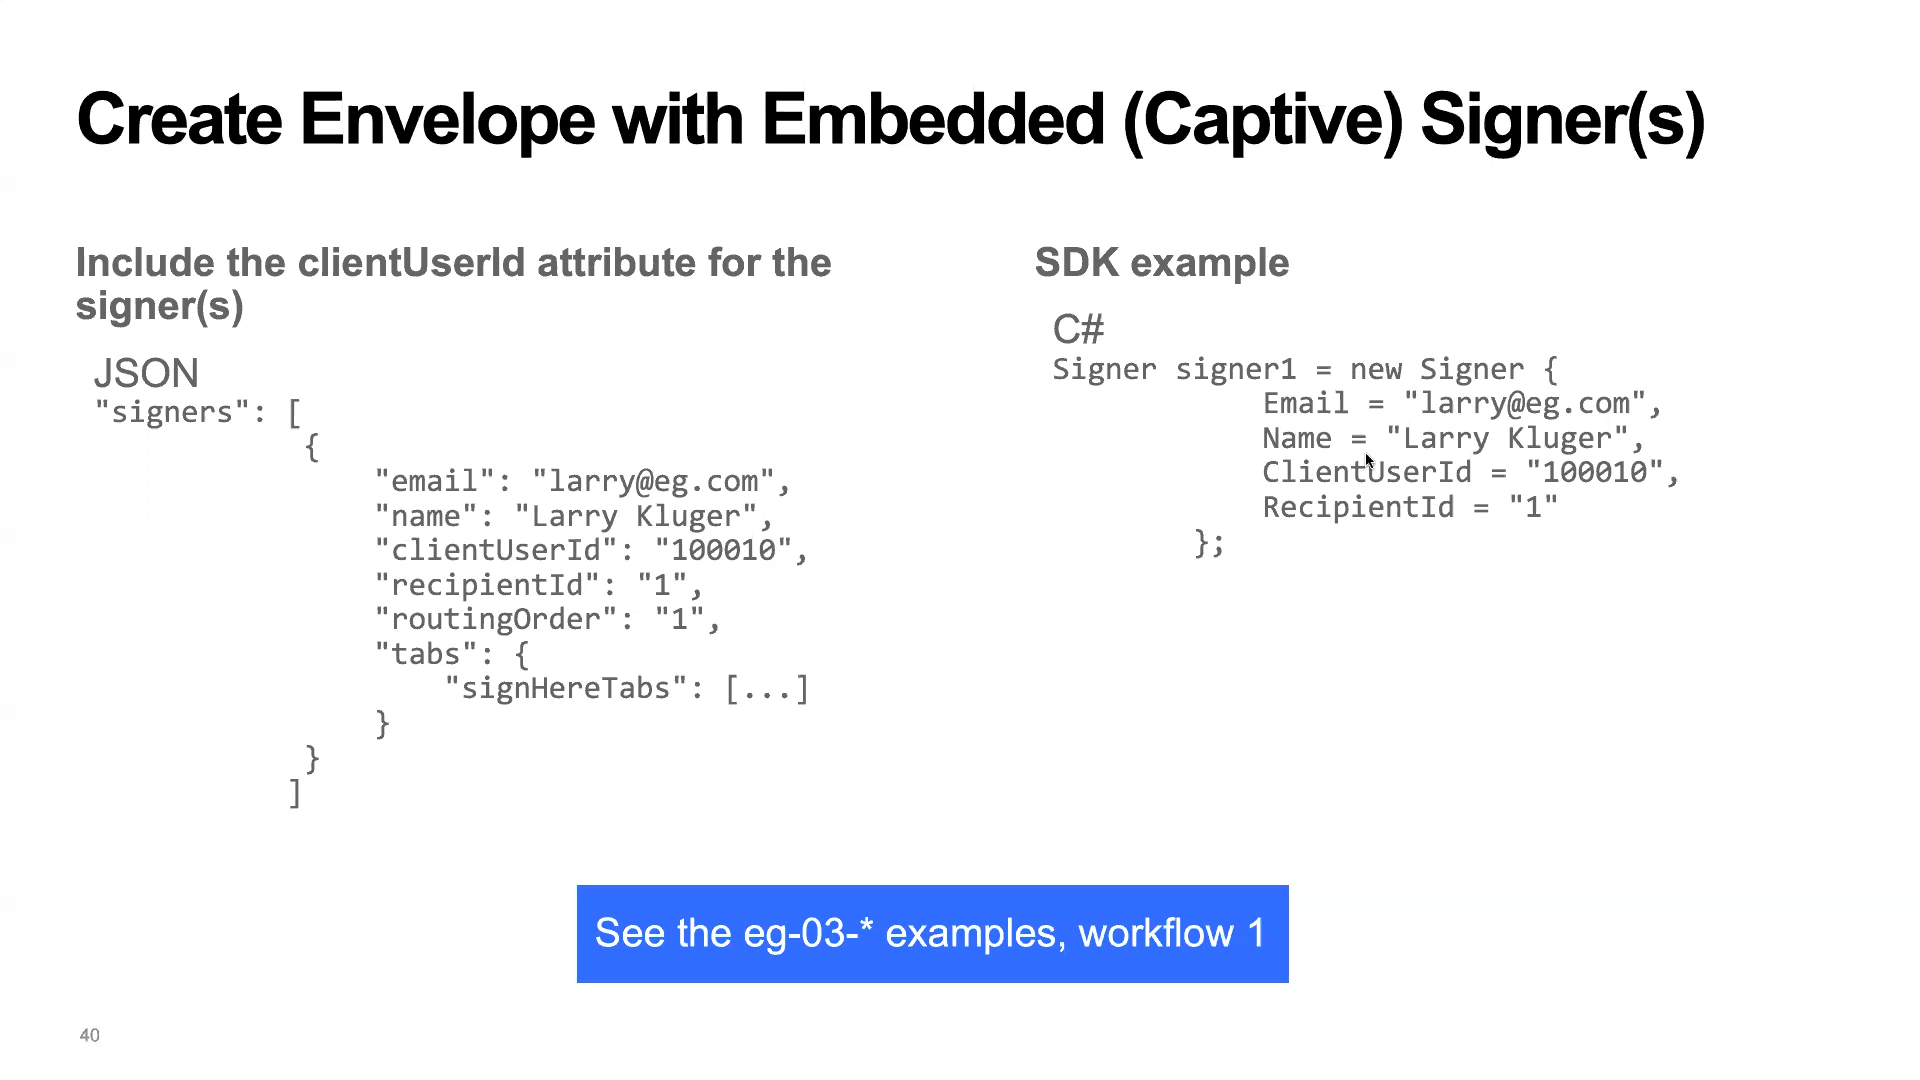 Create Envelope with Embedded (Captive) Signer(s)
Include the clientUserId attribute for the
signer(s)
JSON
"signers": [
{
"email": "larry@eg.com",
"name": "Larry Kluger",
"clientUserId": "100010",
"recipientId": "1",
"routingOrder": "1",
"tabs": {
"signHereTabs": [...]
}
}
]
SDK example
C#
Signer signer1 = new Signer {
Email = "larry@eg.com",
Name = "Larry Kluger",
ClientUserId = "100010",
RecipientId = "1"
};
See the eg-03-* examples, workflow 1
40